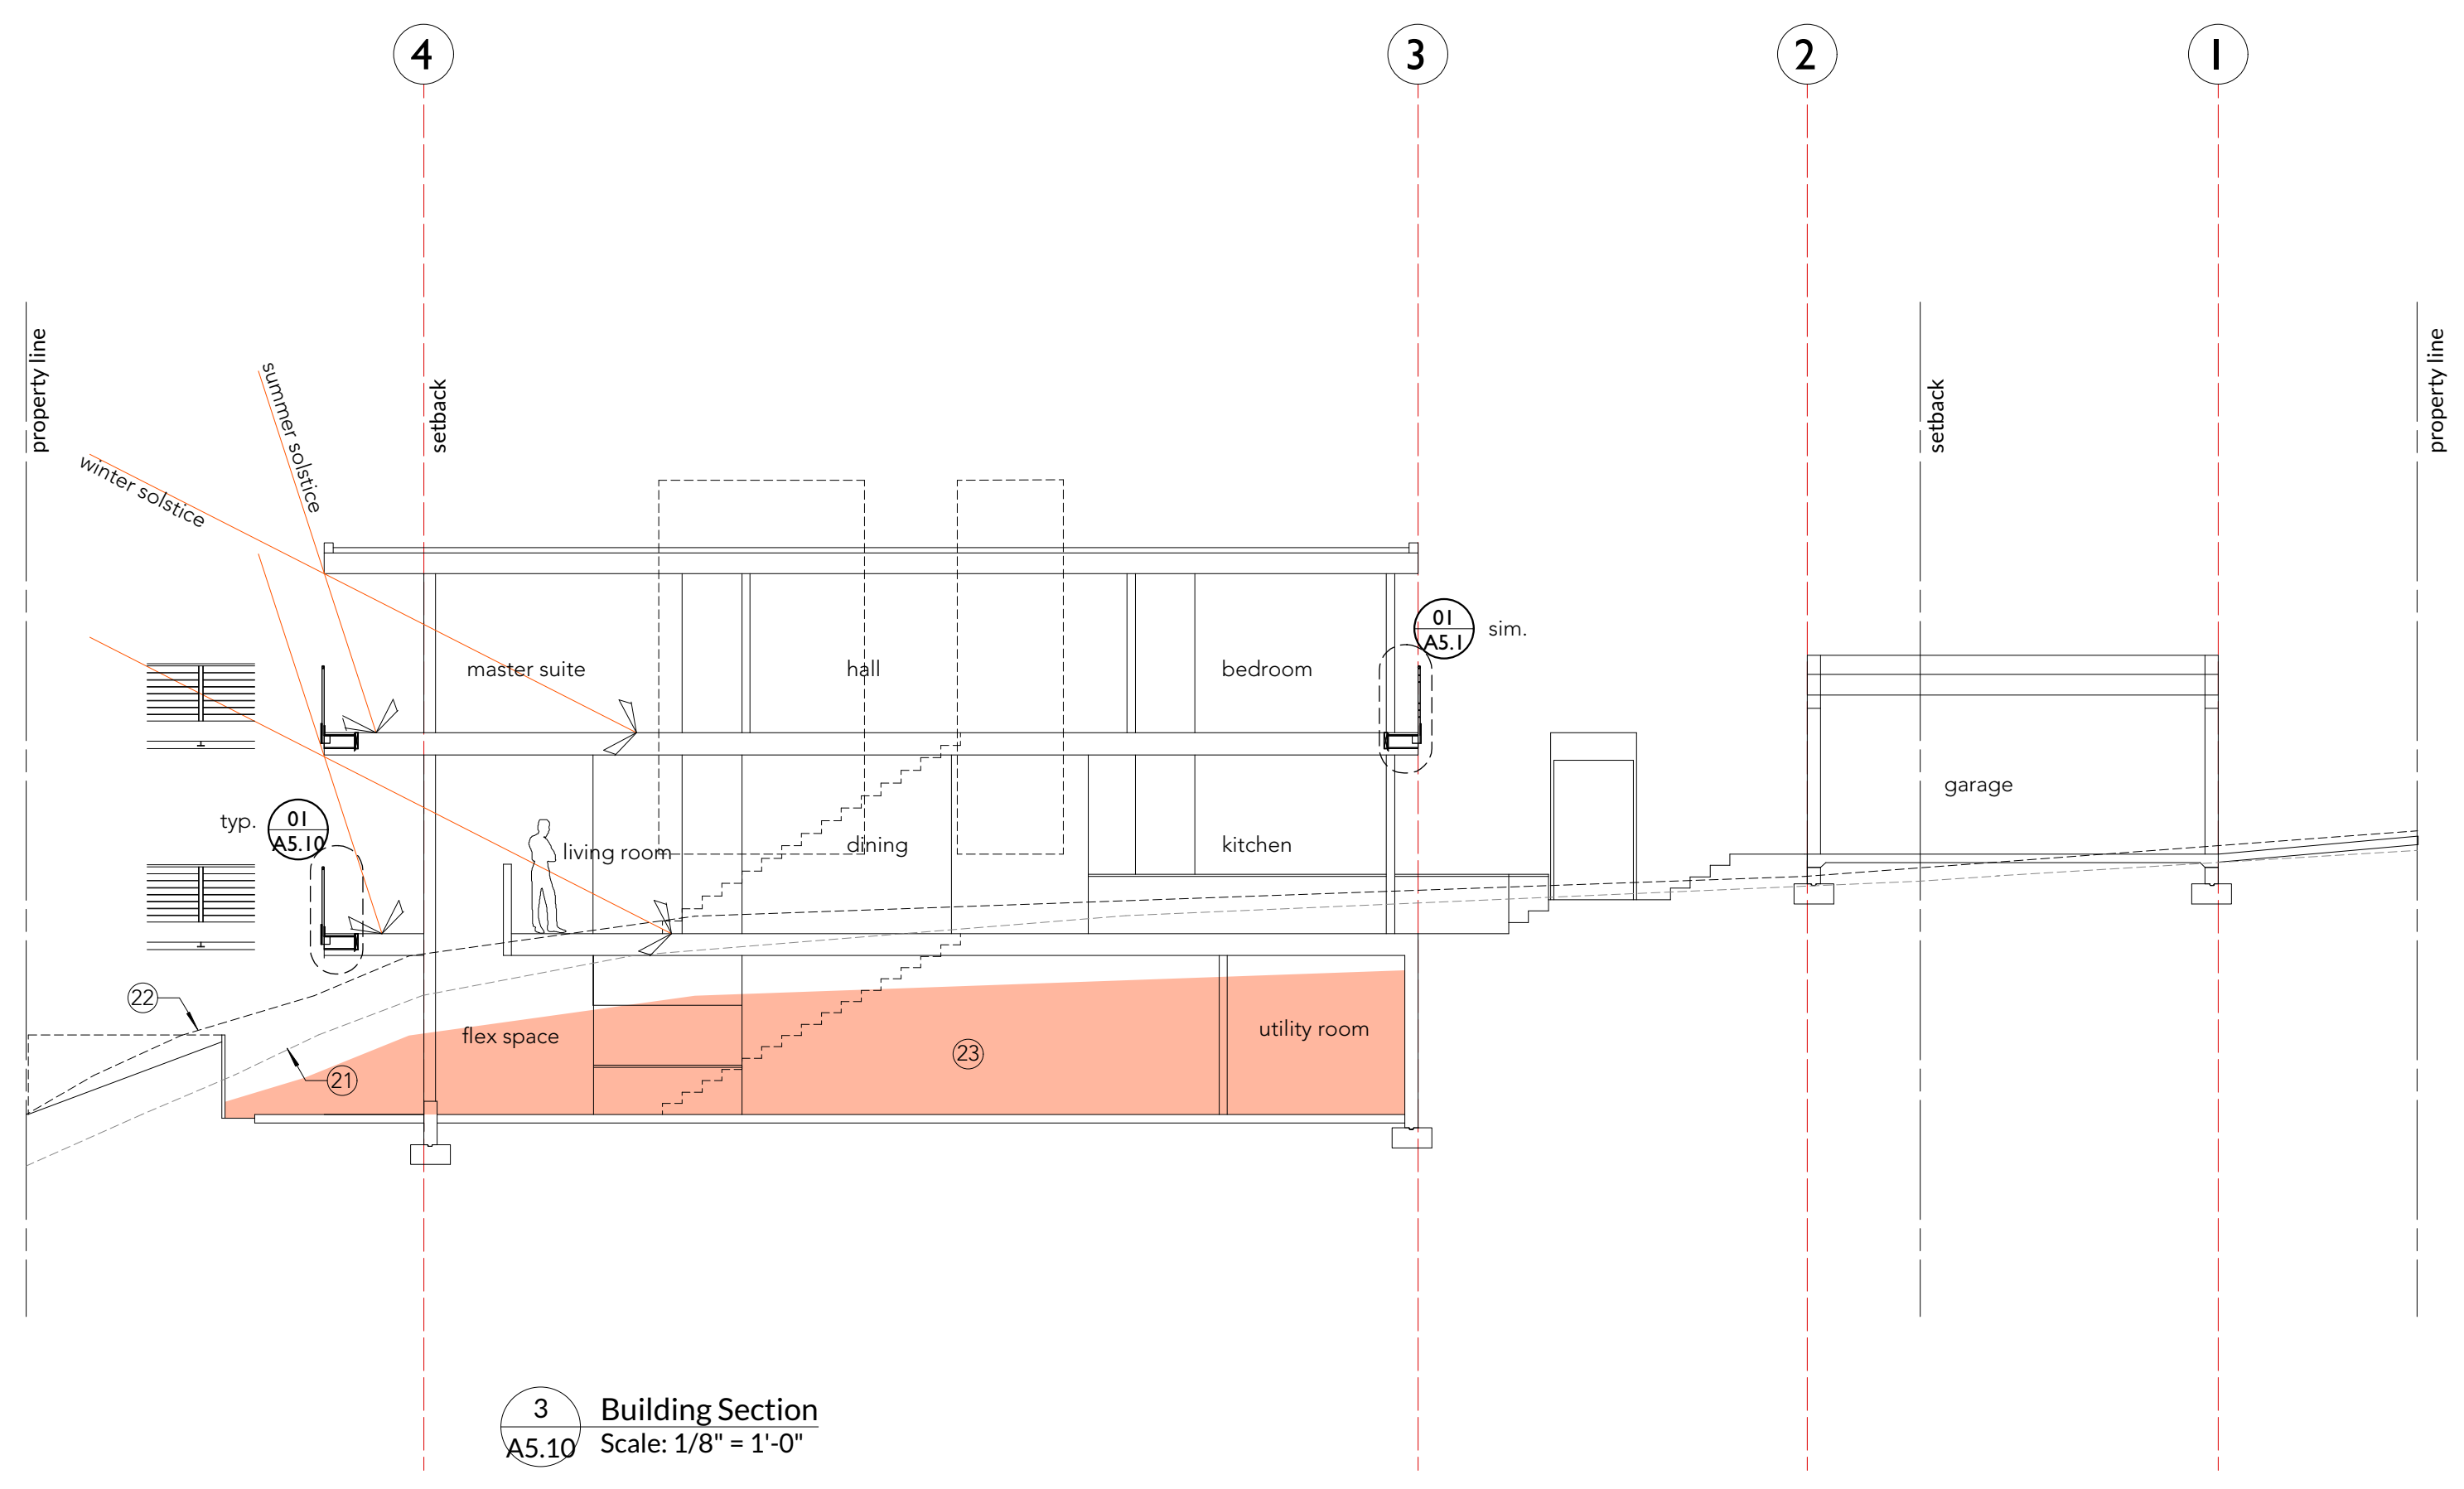 4
3
2
1
property line
summer solstice
setback
winter solstice
setback
property line
01
A5.1
sim.
master suite
hall
bedroom
garage
typ.
01
A5.10
living room
dining
kitchen
22
21
flex space
23
utility room
3
A5.10
Building Section
Scale: 1/8" = 1'-0"